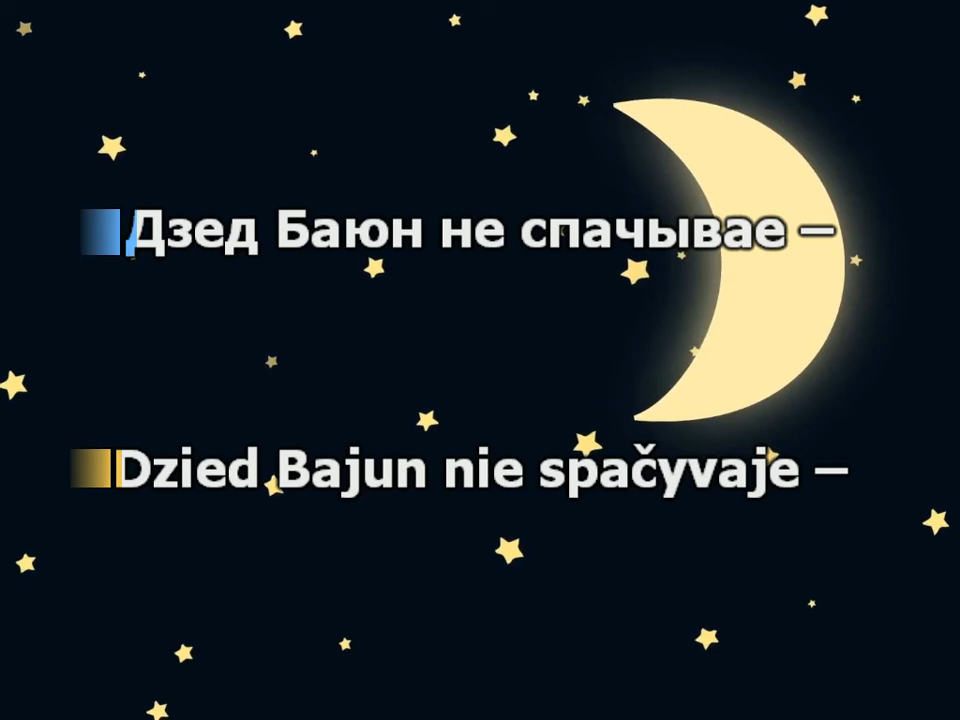 Дзед Баюн не спачывае –
Dzied Bajun nie spačyvaje –